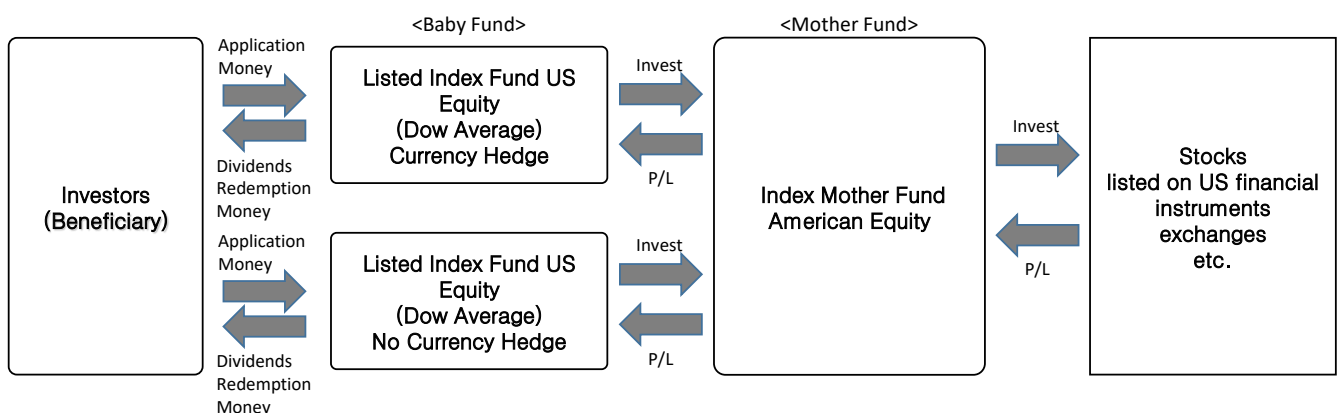 <Baby Fund>
<Mother Fund>
Investors
(Beneficiary)
Application
Money
Dividends
Redemption
Money
Application
Money
Dividends
Redemption
Money
Listed Index Fund US
Equity
(Dow Average)
Currency Hedge
Listed Index Fund US
Equity
(Dow Average)
No Currency Hedge
Invest
P/L
Invest
P/L
Index Mother Fund
American Equity
Invest
P/L
Stocks
listed on US financial
instruments
exchanges
etc.